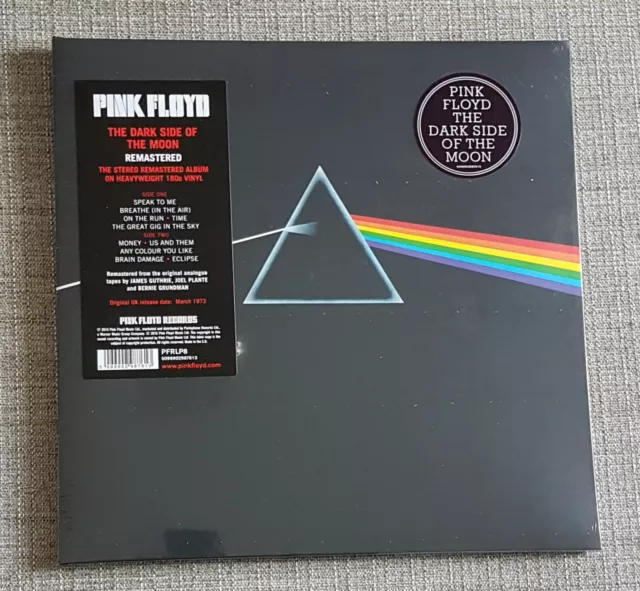 PINK FLOYD
THE DARK SIDE OF
THE MOON
REMASTERED
THE STEREO REMASTERED ALBUM
ON HEAVYWEIGHT 180g VINYL
SIDE ONE
SPEAK TO ME
BREATHE (IN THE AIR)
ON THE RUN • TIME
THE GREAT GIG IN THE SKY
SIDE TWO
MONEY • US AND THEM
ANY COLOUR YOU LIKE
BRAIN DAMAGE • ECLIPSE
Remastered from the original analogue
tapes by JAMES GUTHRIE, JOEL PLANTE
and BERNIE GRUNDMAN
Original UK release date: March 1973
PINK FLOYD RECORDS
PFRLP8
5099902987613
www.pinkfloyd.com
PINK
FLOYD
THE
DARK SIDE
OF THE
MOON